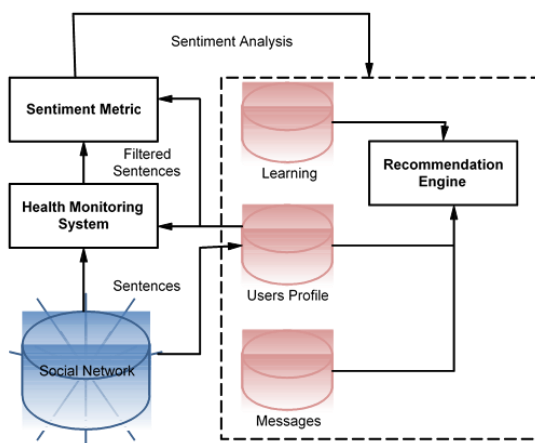 Sentiment Analysis
Sentiment Metric
Filtered
Sentences
Learning
Recommendation
Engine
Health Monitoring
System
Sentences
Users Profile
Social Network
Messages